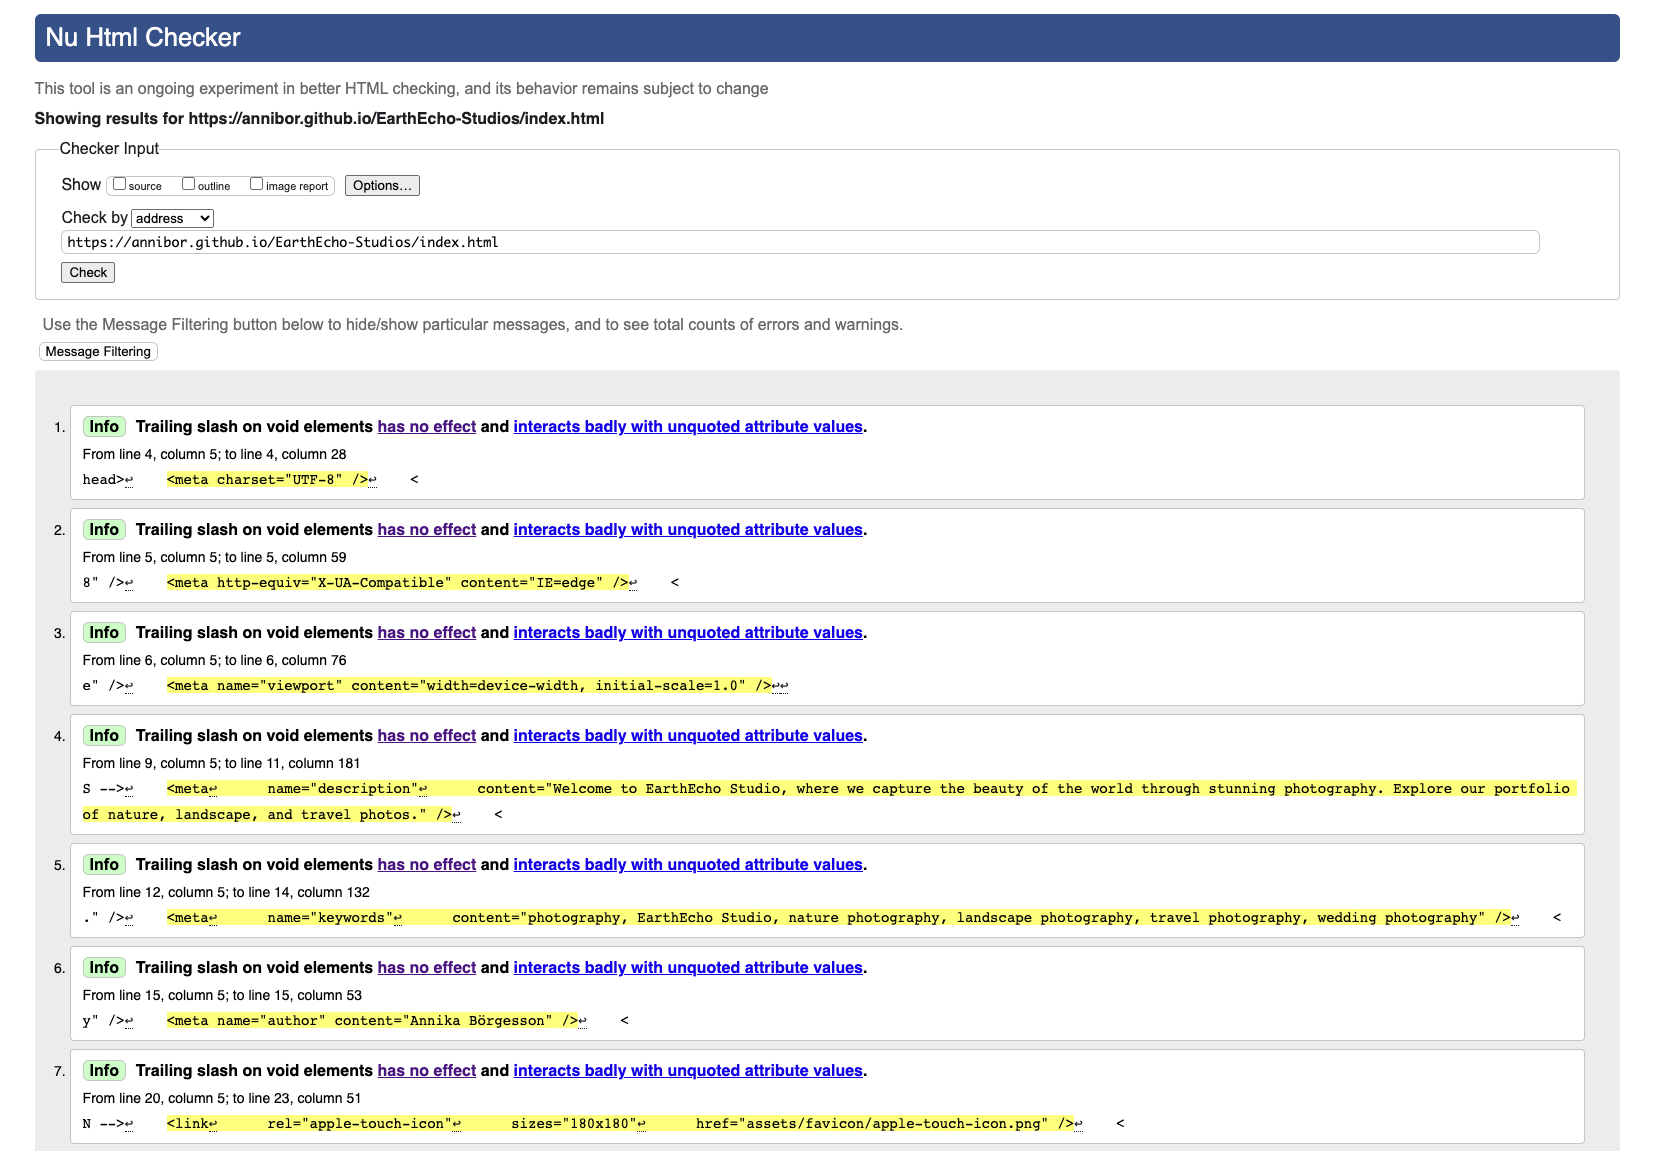 Nu Html Checker
This tool is an ongoing experiment in better HTML checking, and its behavior remains subject to change
Showing results for https://annibor.github.io/EarthEcho-Studios/index.html
Checker Input
Show source outline image report Options...
Check by address
https://annibor.github.io/EarthEcho-Studios/index.html
Check
Use the Message Filtering button below to hide/show particular messages, and to see total counts of errors and warnings.
Message Filtering
1. Info Trailing slash on void elements has no effect and interacts badly with unquoted attribute values.
From line 4, column 5; to line 4, column 28
head>↩ <meta charset="UTF-8" />↩ <
2. Info Trailing slash on void elements has no effect and interacts badly with unquoted attribute values.
From line 5, column 5; to line 5, column 59
8" />↩ <meta http-equiv="X-UA-Compatible" content="IE=edge" />↩ <
3. Info Trailing slash on void elements has no effect and interacts badly with unquoted attribute values.
From line 6, column 5; to line 6, column 76
e" />↩ <meta name="viewport" content="width=device-width, initial-scale=1.0" />↩↩
4. Info Trailing slash on void elements has no effect and interacts badly with unquoted attribute values.
From line 9, column 5; to line 11, column 181
S -->↩ <meta↩ name="description"↩ content="Welcome to EarthEcho Studio, where we capture the beauty of the world through stunning photography. Explore our portfolio
of nature, landscape, and travel photos." />↩ <
5. Info Trailing slash on void elements has no effect and interacts badly with unquoted attribute values.
From line 12, column 5; to line 14, column 132
." />↩ <meta↩ name="keywords"↩ content="photography, EarthEcho Studio, nature photography, landscape photography, travel photography, wedding photography" />↩ <
6. Info Trailing slash on void elements has no effect and interacts badly with unquoted attribute values.
From line 15, column 5; to line 15, column 53
y" />↩ <meta name="author" content="Annika Börgesson" />↩ <
7. Info Trailing slash on void elements has no effect and interacts badly with unquoted attribute values.
From line 20, column 5; to line 23, column 51
N -->↩ <link↩ rel="apple-touch-icon"↩ sizes="180x180"↩ href="assets/favicon/apple-touch-icon.png" />↩ <